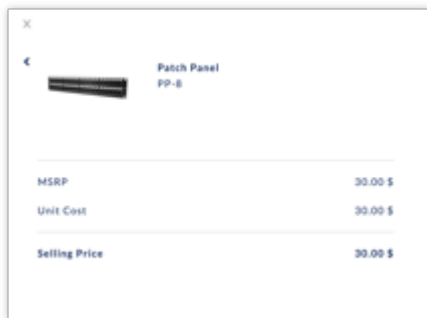 ×
Patch Panel
PP-8
MSRP 30.00 $
Unit Cost 30.00 $
Selling Price 30.00 $